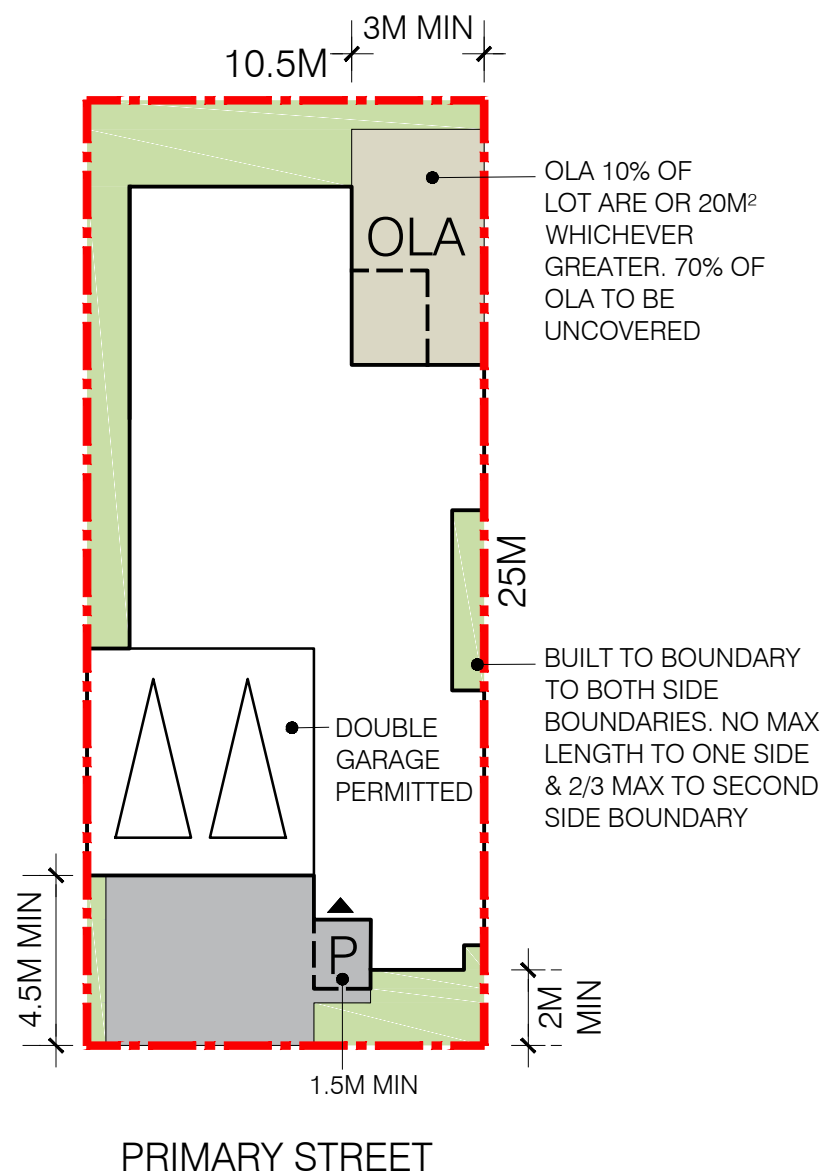 3M MIN
10.5M
OLA 10% OF
LOT ARE OR 20M²
WHICHEVER
GREATER. 70% OF
OLA TO BE
UNCOVERED
OLA
25M
BUILT TO BOUNDARY
TO BOTH SIDE
BOUNDARIES. NO MAX
LENGTH TO ONE SIDE
& 2/3 MAX TO SECOND
SIDE BOUNDARY
DOUBLE
GARAGE
PERMITTED
4.5M MIN
P
2M
MIN
1.5M MIN
PRIMARY STREET